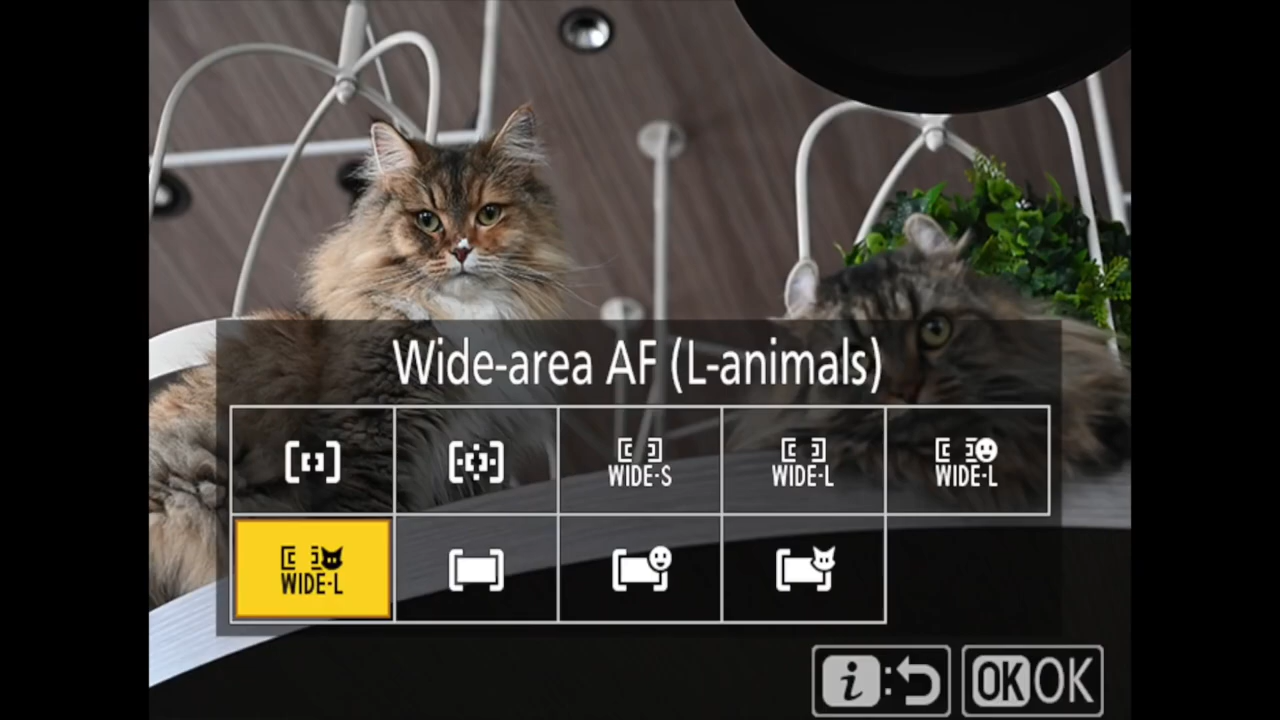 Wide-area AF (L-animals)
WIDE-S
WIDE-L
WIDE-L
WIDE-L
i:
OK OK